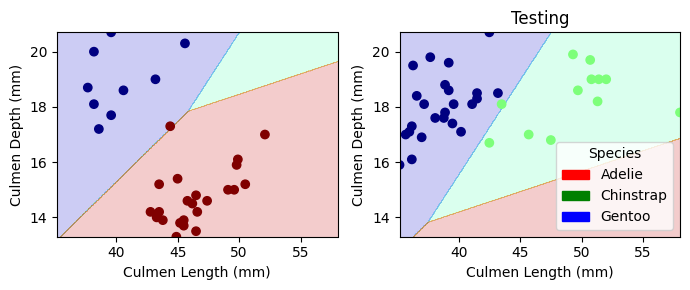 Testing
20
18
16
14
Culmen Depth (mm)
40
45
50
55
Culmen Length (mm)
20
18
16
14
Culmen Depth (mm)
40
45
50
55
Culmen Length (mm)
Species
Adelie
Chinstrap
Gentoo